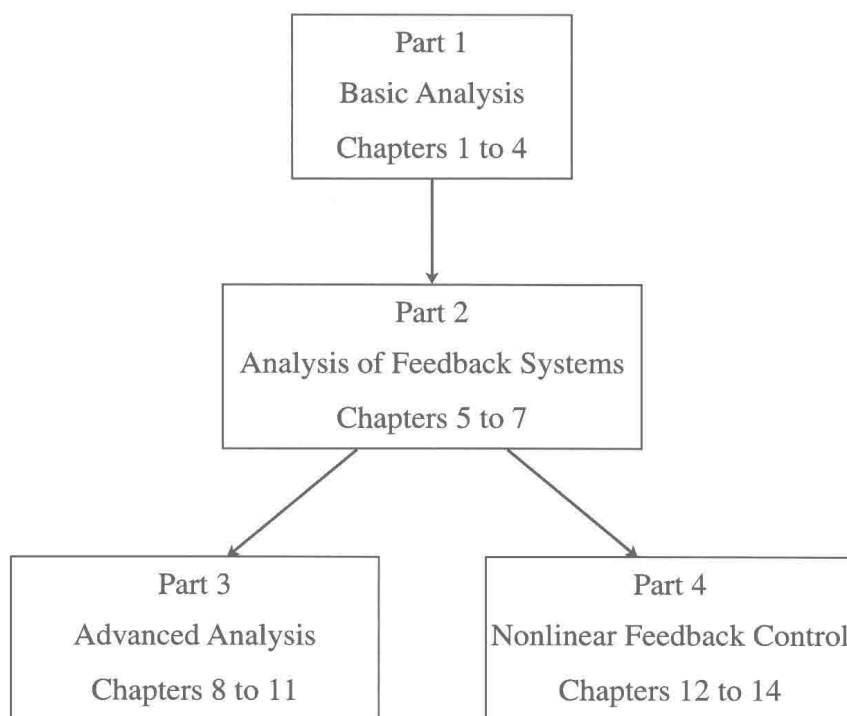 Part 1
Basic Analysis
Chapters 1 to 4
Part 2
Analysis of Feedback Systems
Chapters 5 to 7
Part 3
Advanced Analysis
Chapters 8 to 11
Part 4
Nonlinear Feedback Control
Chapters 12 to 14